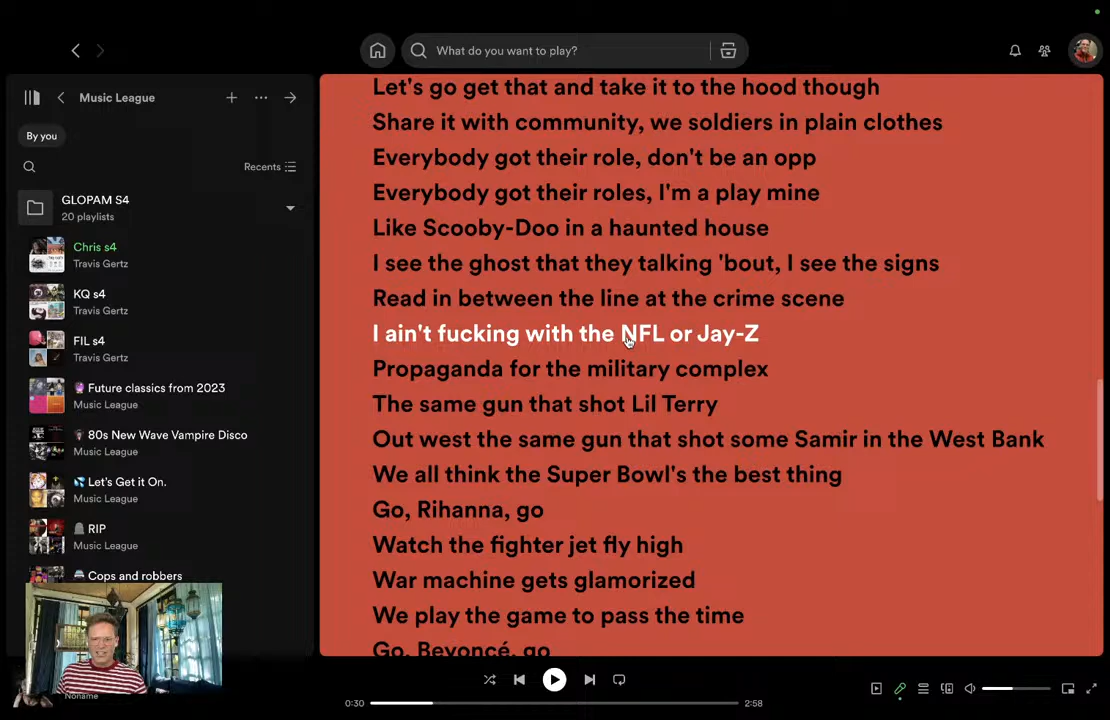 What do you want to play?
Music League
By you
Recents
GLOPAM S4
20 playlists
Chris s4
Travis Gertz
KQ s4
Travis Gertz
FIL s4
Travis Gertz
🔮 Future classics from 2023
Music League
80s New Wave Vampire Disco
Music League
💦 Let's Get it On.
Music League
🪦 RIP
Music League
🚔 Cops and robbers
Noname
Let's go get that and take it to the hood though
Share it with community, we soldiers in plain clothes
Everybody got their role, don't be an opp
Everybody got their roles, I'm a play mine
Like Scooby-Doo in a haunted house
I see the ghost that they talking 'bout, I see the signs
Read in between the line at the crime scene
I ain't fucking with the NFL or Jay-Z
Propaganda for the military complex
The same gun that shot Lil Terry
Out west the same gun that shot some Samir in the West Bank
We all think the Super Bowl's the best thing
Go, Rihanna, go
Watch the fighter jet fly high
War machine gets glamorized
We play the game to pass the time
Go, Beyoncé, go
0:30
2:58